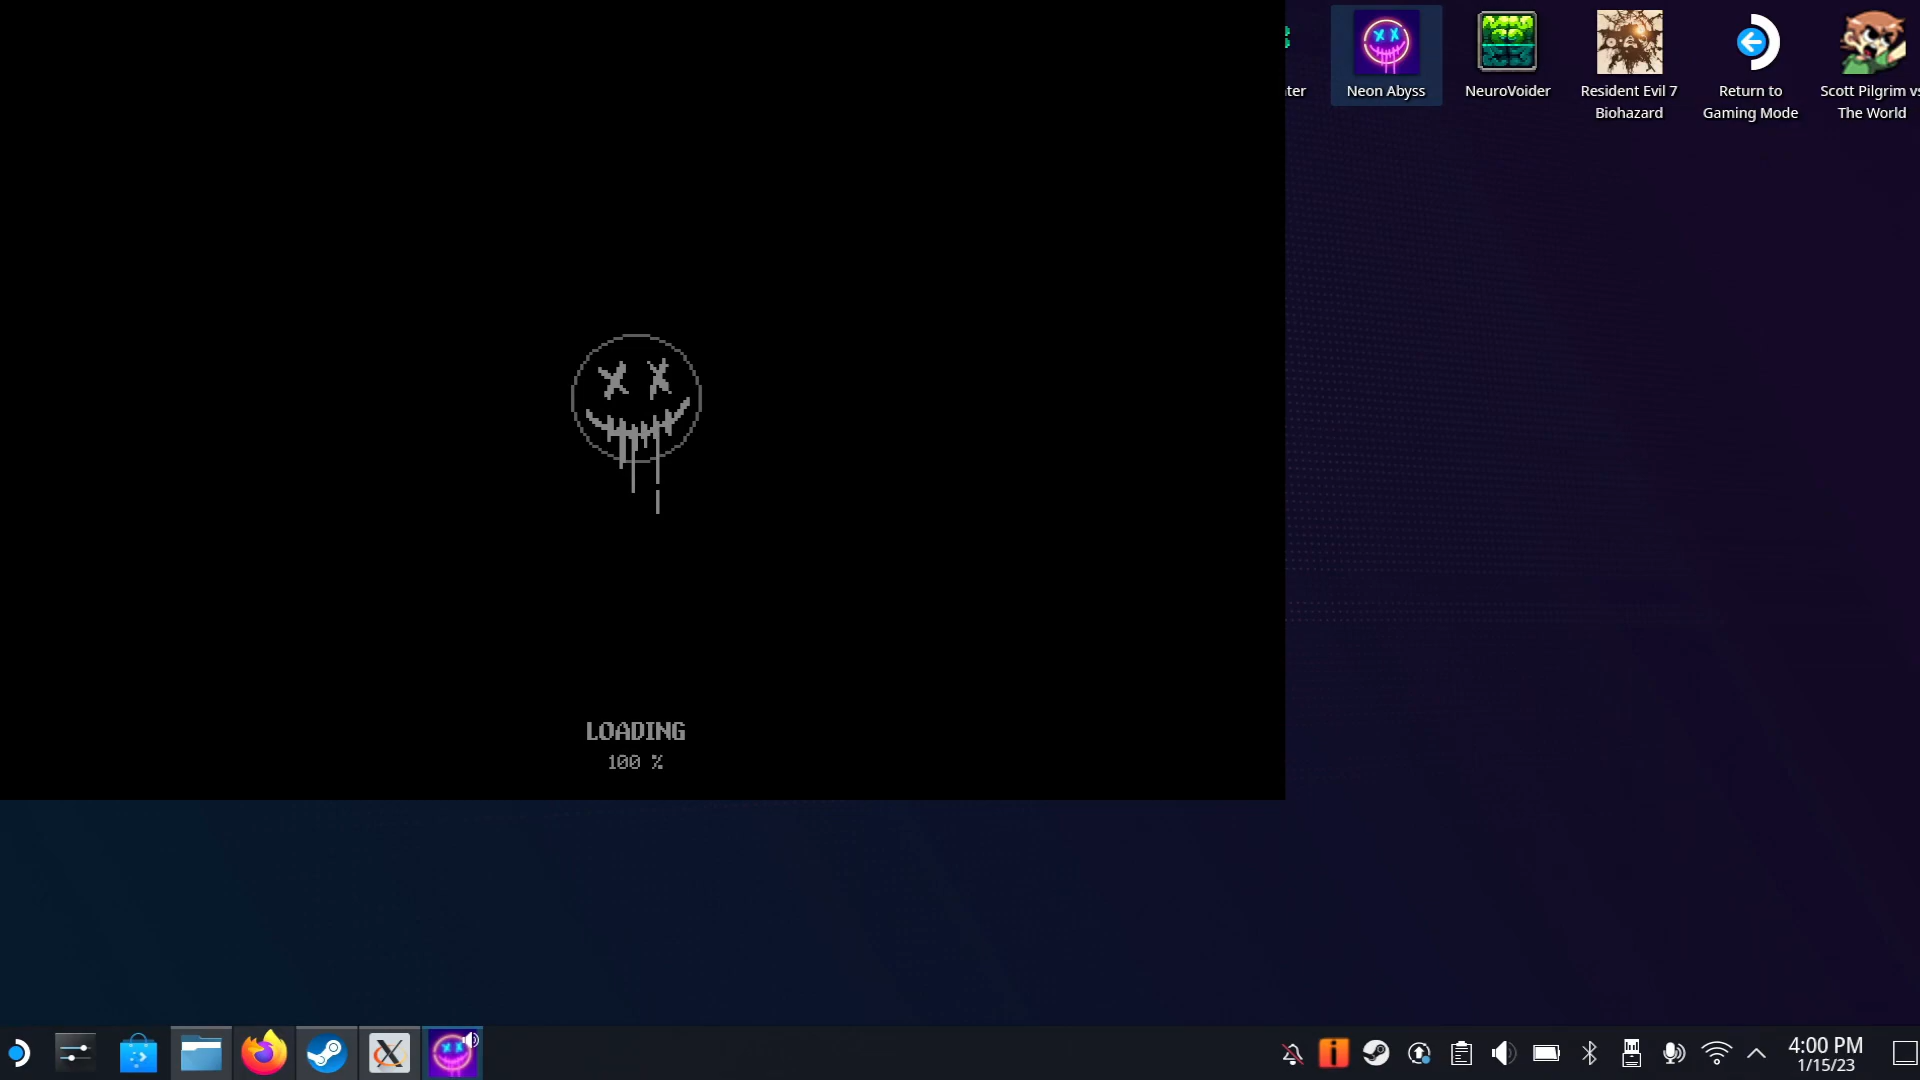 ter
Neon Abyss
NeuroVoider
Resident Evil 7
Biohazard
Return to
Gaming Mode
Scott Pilgrim vs
The World
LOADING
100 %
4:00 PM
1/15/23